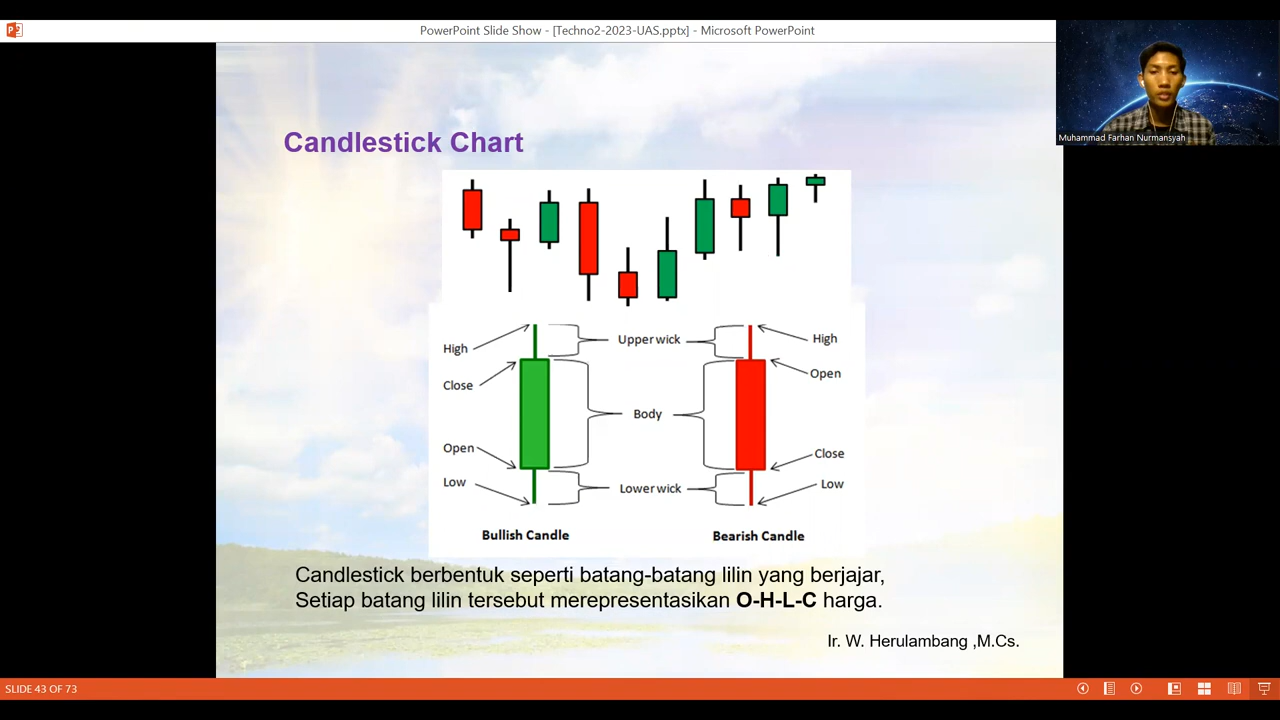 PowerPoint Slide Show - [Techno2-2023-UAS.pptx] - Microsoft PowerPoint
Muhammad Farhan Nurmansyah
Candlestick Chart
High
Upper wick
High
Close
Open
Body
Open
Close
Low
Lower wick
Low
Bullish Candle
Bearish Candle
Candlestick berbentuk seperti batang-batang lilin yang berjajar,
Setiap batang lilin tersebut merepresentasikan O-H-L-C harga.
Ir. W. Herulambang ,M.Cs.
SLIDE 43 OF 73